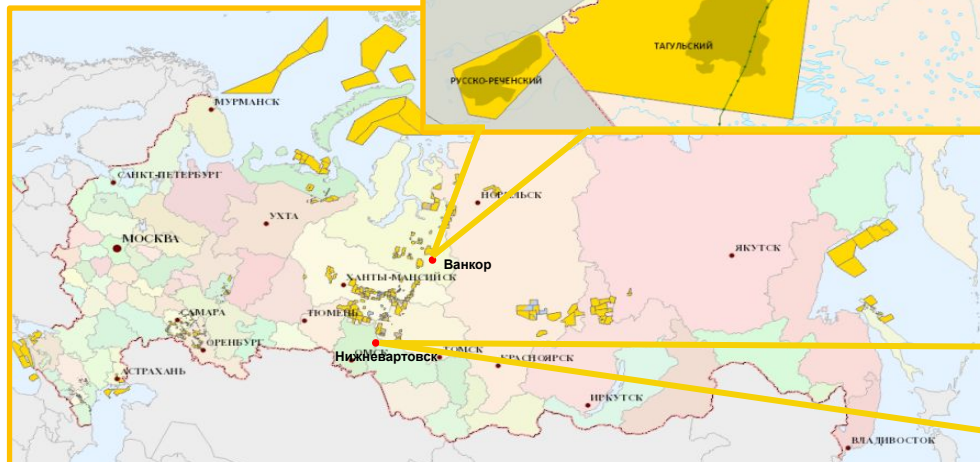 ТАГУЛЬСКИЙ
РУССКО-РЕЧЕНСКИЙ
МУРМАНСК
САНКТ-ПЕТЕРБУРГ
НОРИЛЬСК
УХТА
МОСКВА
ЯКУТСК
Ванкор
ХАНТЫ-МАНСИЙСК
САМАРА
ТЮМЕНЬ
ОРЕНБУРГ
Нижневартовск
ОМСК
ТОМСК
КРАСНОЯРСК
АСТРАХАНЬ
ИРКУТСК
ВЛАДИВОСТОК